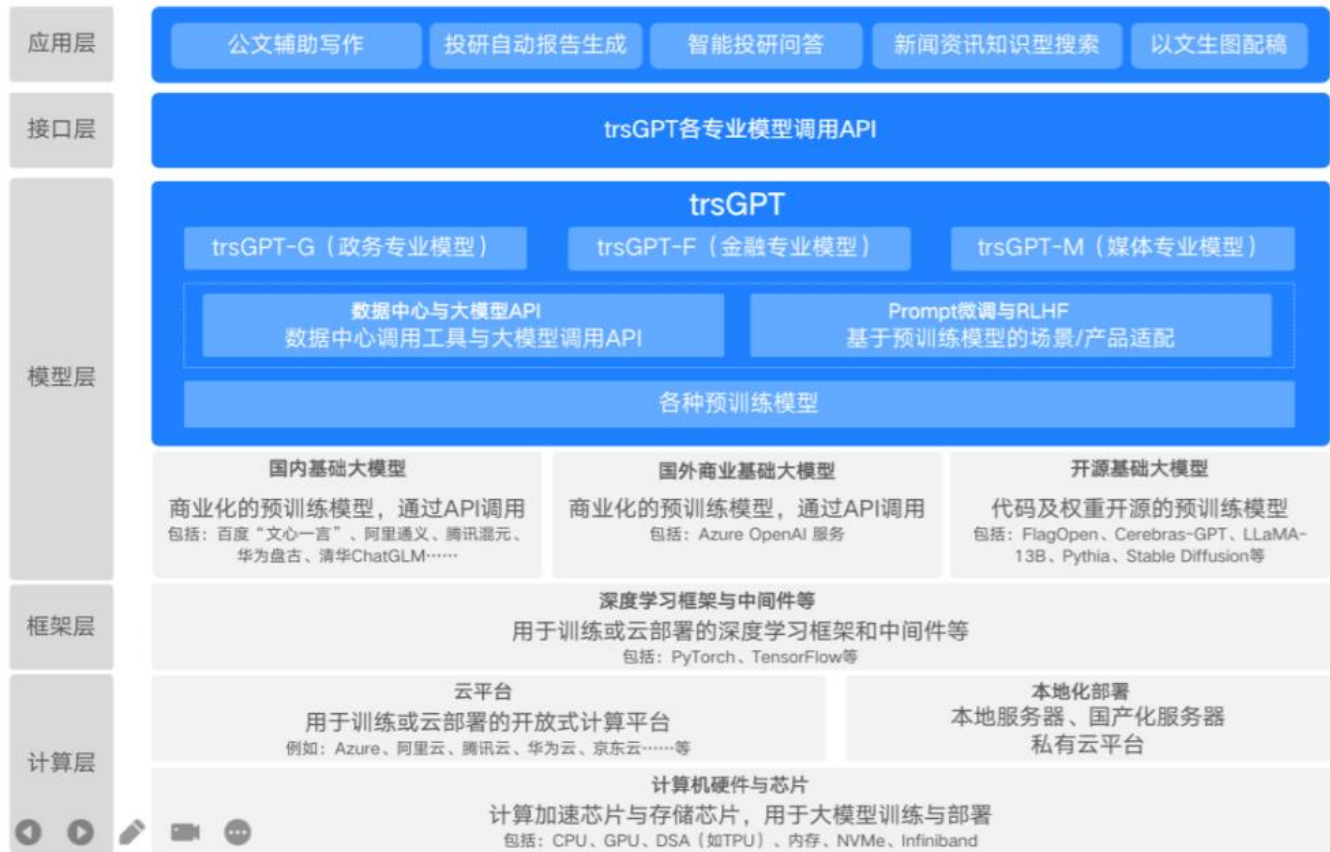 应用层
公文辅助写作
投研自动报告生成
智能投研问答
新闻资讯知识型搜索
以文生图配稿
接口层
trsGPT各专业模型调用API
模型层
trsGPT
trsGPT-G（政务专业模型）
trsGPT-F（金融专业模型）
trsGPT-M（媒体专业模型）
数据中心与大模型API
数据中心调用工具与大模型调用API
Prompt微调与RLHF
基于预训练模型的场景/产品适配
各种预训练模型
国内基础大模型
商业化的预训练模型，通过API调用
包括：百度“文心一言”、阿里通义、腾讯混元、
华为盘古、清华ChatGLM……
国外商业基础大模型
商业化的预训练模型，通过API调用
包括：Azure OpenAI 服务
开源基础大模型
代码及权重开源的预训练模型
包括：FlagOpen、Cerebras-GPT、LLaMA-
13B、Pythia、Stable Diffusion等
框架层
深度学习框架与中间件等
用于训练或云部署的深度学习框架和中间件等
包括：PyTorch、TensorFlow等
计算层
云平台
用于训练或云部署的开放式计算平台
例如：Azure、阿里云、腾讯云、华为云、京东云……等
本地化部署
本地服务器、国产化服务器
私有云平台
计算机硬件与芯片
计算加速芯片与存储芯片，用于大模型训练与部署
包括：CPU、GPU、DSA（如TPU）、内存、NVMe、Infiniband